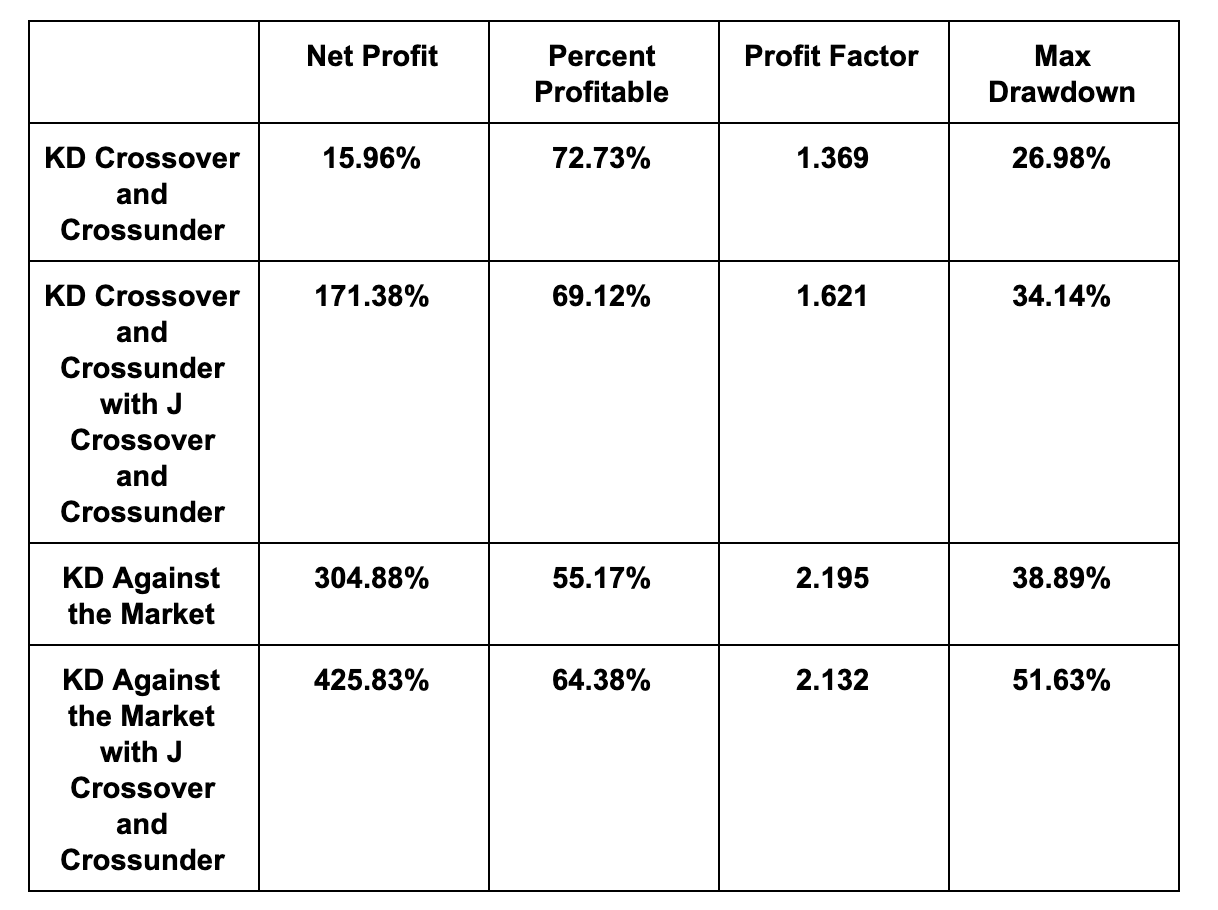 Net Profit Percent Profit Factor Max
Profitable Drawdown
KD Crossover 15.96% 72.73% 1.369 26.98%
and
Crossunder
KD Crossover 171.38% 69.12% 1.621 34.14%
and
Crossunder
with J
Crossover
and
Crossunder
KD Against 304.88% 55.17% 2.195 38.89%
the Market
KD Against 425.83% 64.38% 2.132 51.63%
the Market
with J
Crossover
and
Crossunder